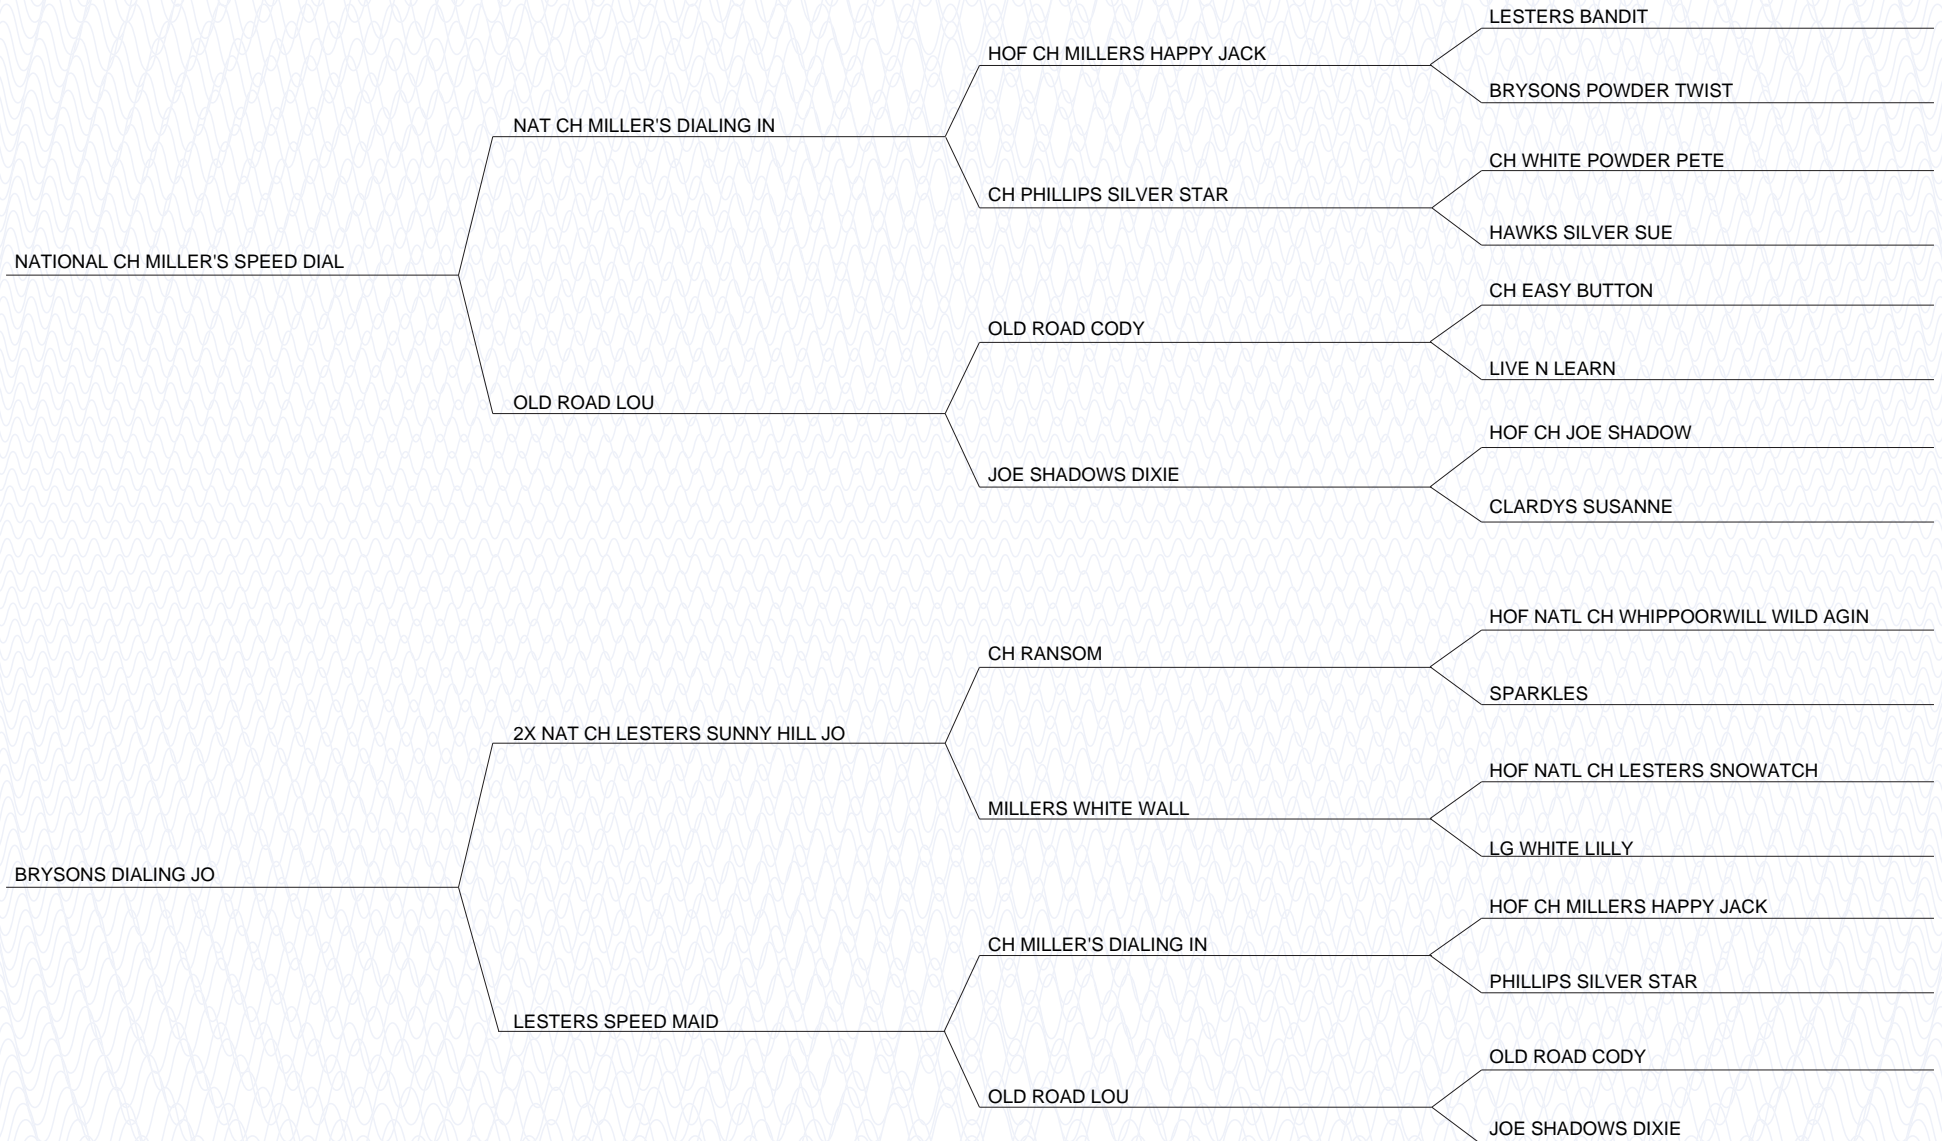 LESTERS BANDIT
HOF CH MILLERS HAPPY JACK
BRYSONS POWDER TWIST
NAT CH MILLER'S DIALING IN
CH WHITE POWDER PETE
CH PHILLIPS SILVER STAR
HAWKS SILVER SUE
NATIONAL CH MILLER'S SPEED DIAL
CH EASY BUTTON
OLD ROAD CODY
LIVE N LEARN
OLD ROAD LOU
HOF CH JOE SHADOW
JOE SHADOWS DIXIE
CLARDYS SUSANNE
HOF NATL CH WHIPPOORWILL WILD AGIN
CH RANSOM
SPARKLES
2X NAT CH LESTERS SUNNY HILL JO
HOF NATL CH LESTERS SNOWATCH
MILLERS WHITE WALL
LG WHITE LILLY
BRYSONS DIALING JO
HOF CH MILLERS HAPPY JACK
CH MILLER'S DIALING IN
PHILLIPS SILVER STAR
LESTERS SPEED MAID
OLD ROAD CODY
OLD ROAD LOU
JOE SHADOWS DIXIE